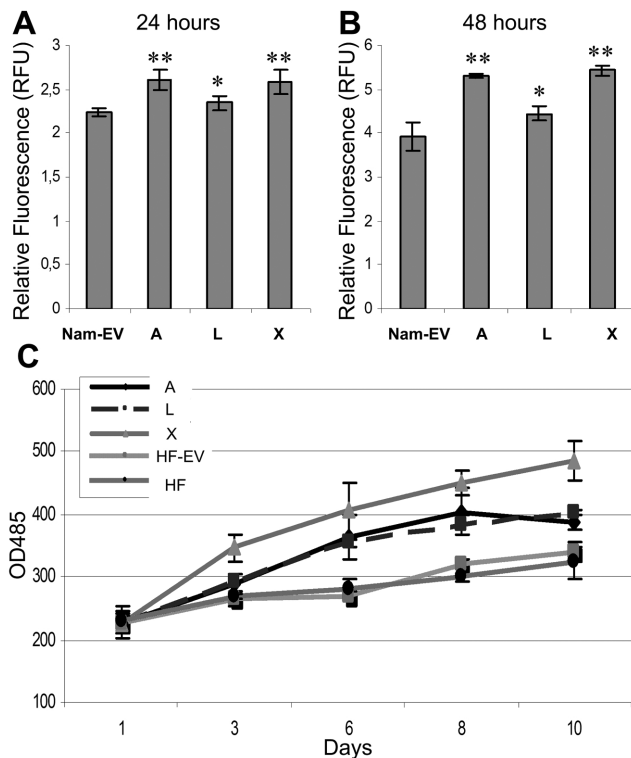 A
24 hours
Relative Fluorescence (RFU)
3
2,5
2
1,5
1
0,5
0
**
*
**
Nam-EV A L X
B
48 hours
Relative Fluorescence (RFU)
6
5
4
3
2
1
0
**
*
**
Nam-EV A L X
C
OD485
600
500
400
300
200
100
A
L
X
HF-EV
HF
1 3 6 8 10
Days